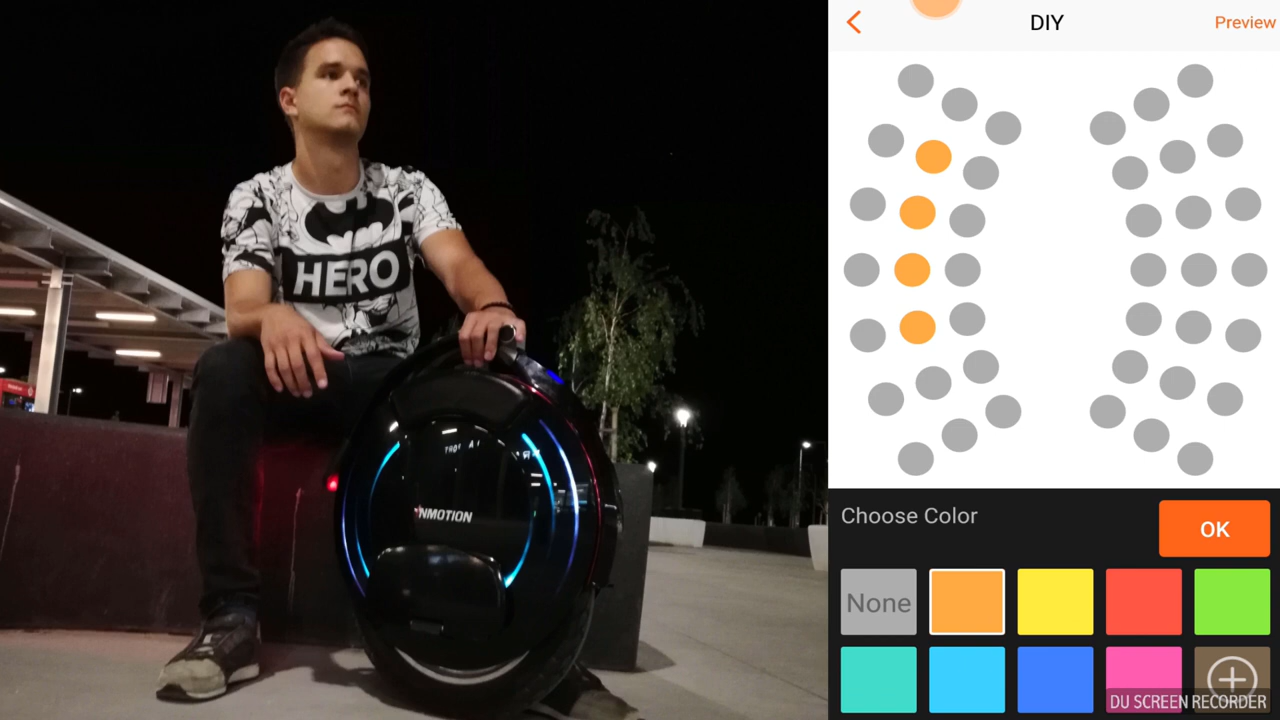 HERO
INMOTION
DIY
Preview
Choose Color
OK
None
DU SCREEN RECORDER